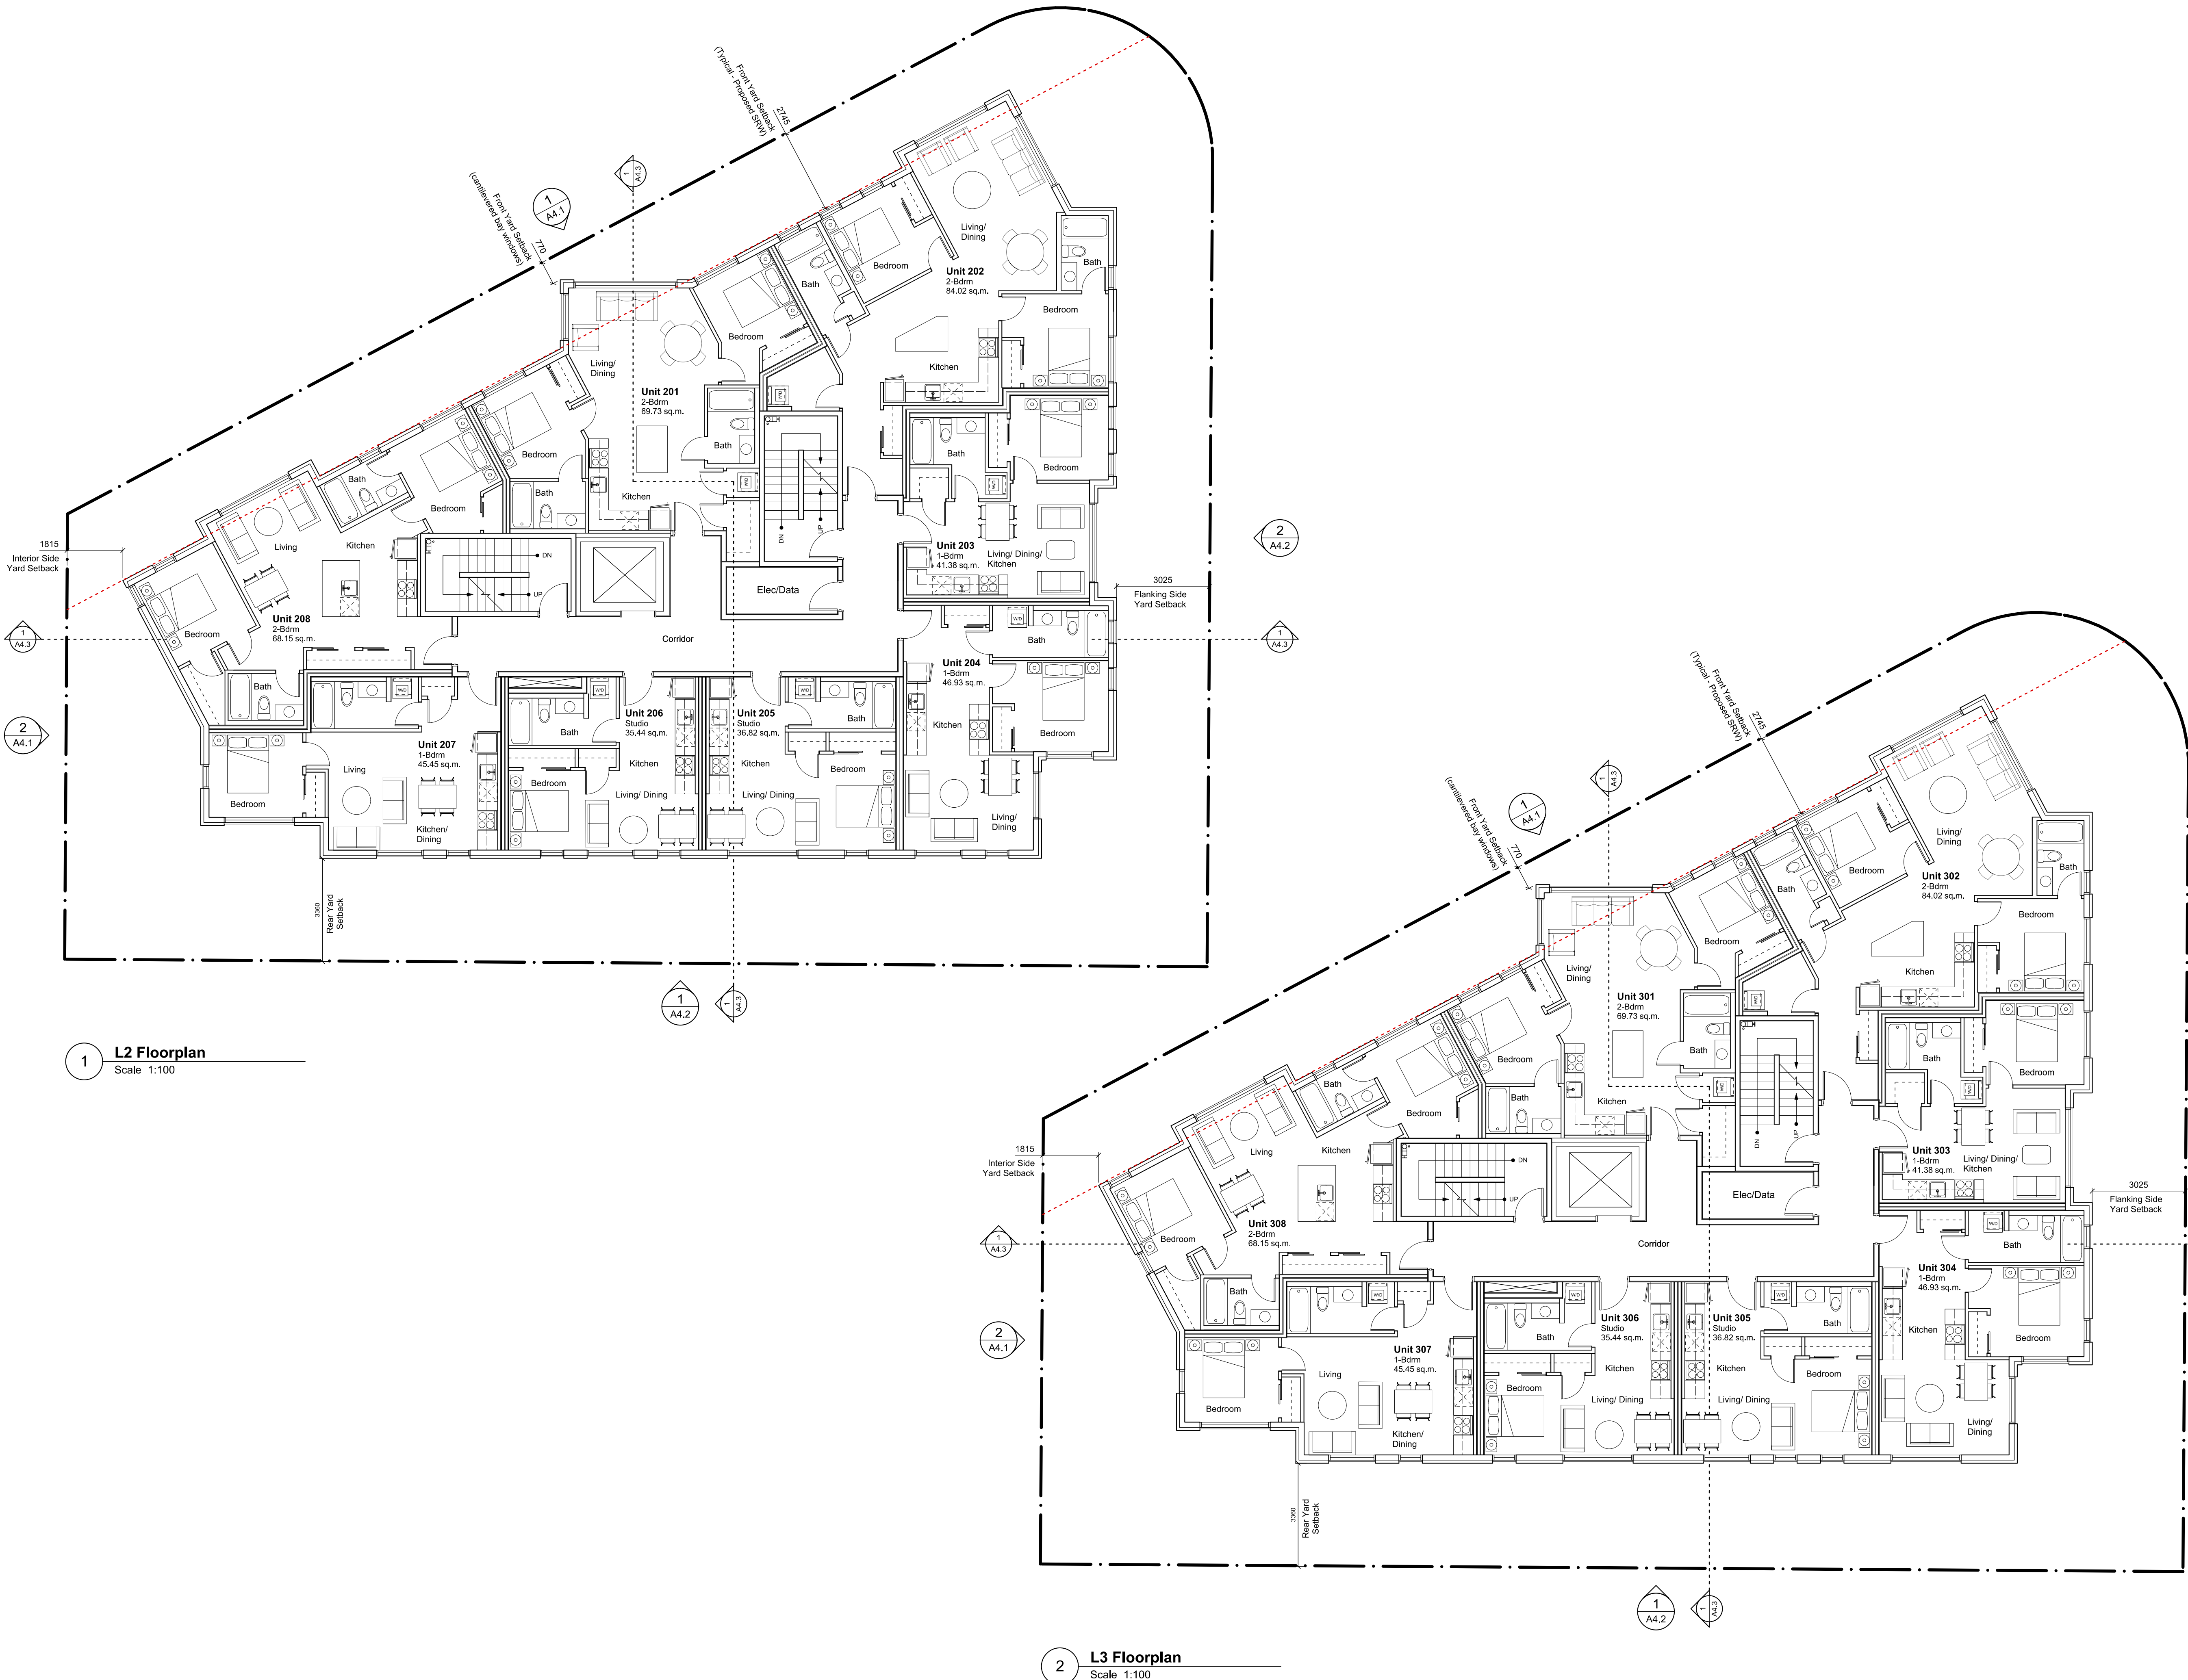 Front Yard Setback
(Typical - Proposed SRW)
2745
Front Yard Setback
(cantilevered bay windows)
770
1
A4.1
1
A4.3
Living/
Dining
Bath
Bedroom
Unit 202
2-Bdrm
84.02 sq.m.
Bath
Bedroom
Kitchen
Bedroom
Living/
Dining
Unit 201
2-Bdrm
69.73 sq.m.
W/D
Bath
Bedroom
Bath
Kitchen
W/D
Bath
Bedroom
W/D
Bath
Bedroom
DN
UP
Living
Kitchen
DN
UP
Unit 203
1-Bdrm
41.38 sq.m.
Living/ Dining/
Kitchen
2
A4.2
1815
Interior Side
Yard Setback
3025
Flanking Side
Yard Setback
Elec/Data
Unit 208
2-Bdrm
68.15 sq.m.
Bedroom
Corridor
1
A4.3
1
A4.3
W/D
Bath
Unit 204
1-Bdrm
46.93 sq.m.
Bath
W/D
W/D
W/D
Unit 206
Studio
35.44 sq.m.
Unit 205
Studio
36.82 sq.m.
Bath
Bath
Kitchen
Bedroom
2
A4.1
Unit 207
1-Bdrm
45.45 sq.m.
Living
Kitchen
Kitchen
Bedroom
Bedroom
Bedroom
Living/ Dining
Living/ Dining
Kitchen/
Dining
Living/
Dining
3360
Rear Yard
Setback
1
A4.2
1
A4.3
1
L2 Floorplan
Scale 1:100
Front Yard Setback
(Typical - Proposed SRW)
2745
Front Yard Setback
(cantilevered bay windows)
770
1
A4.1
1
A4.3
Living/
Dining
Bath
Bedroom
Unit 302
2-Bdrm
84.02 sq.m.
Bath
Bedroom
Kitchen
Bedroom
Living/
Dining
Unit 301
2-Bdrm
69.73 sq.m.
W/D
Bath
Bedroom
Bath
Kitchen
W/D
Bath
Bedroom
W/D
Bath
Bedroom
DN
UP
Living
Kitchen
DN
UP
Unit 303
1-Bdrm
41.38 sq.m.
Living/ Dining/
Kitchen
1815
Interior Side
Yard Setback
3025
Flanking Side
Yard Setback
Elec/Data
Unit 308
2-Bdrm
68.15 sq.m.
Bedroom
Corridor
1
A4.3
W/D
Bath
Unit 304
1-Bdrm
46.93 sq.m.
Bath
W/D
W/D
W/D
Unit 306
Studio
35.44 sq.m.
Unit 305
Studio
36.82 sq.m.
Bath
Bath
Kitchen
Bedroom
2
A4.1
Unit 307
1-Bdrm
45.45 sq.m.
Living
Kitchen
Kitchen
Bedroom
Bedroom
Bedroom
Living/ Dining
Living/ Dining
Kitchen/
Dining
Living/
Dining
3360
Rear Yard
Setback
1
A4.2
1
A4.3
2
L3 Floorplan
Scale 1:100